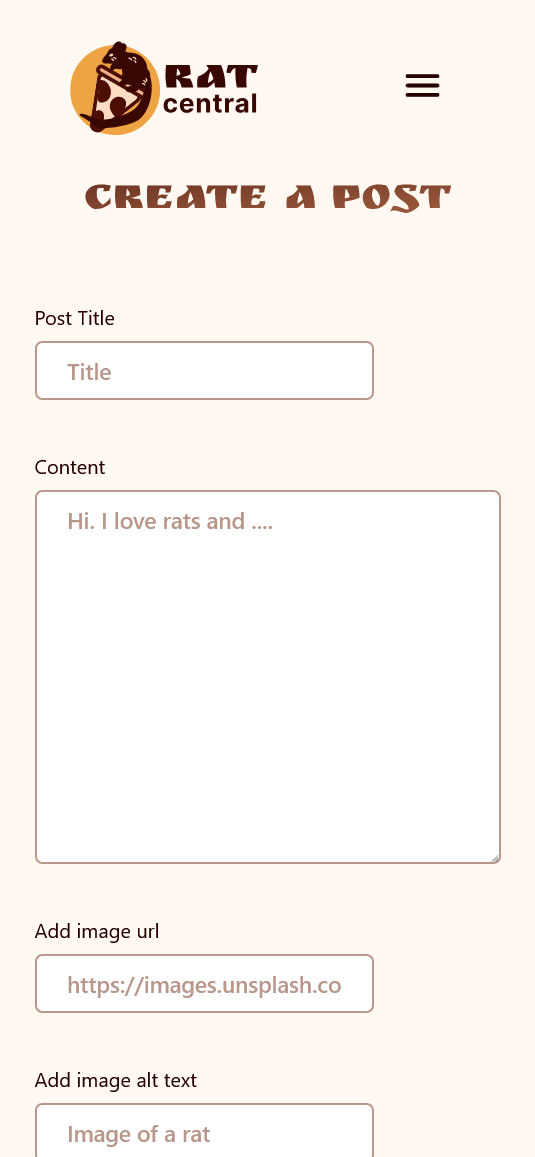 RAT
central
CREATE A POST
Post Title
Title
Content
Hi. I love rats and ....
Add image url
https://images.unsplash.co
Add image alt text
Image of a rat